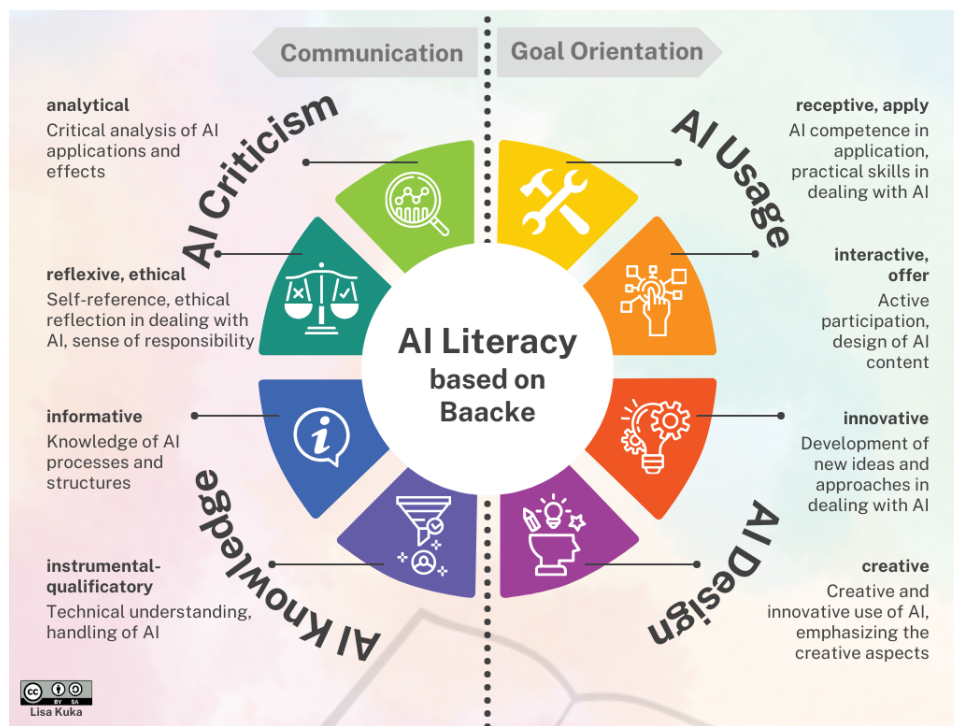 Communication
Goal Orientation
AI Criticism
analytical
Critical analysis of AI
applications and
effects
reflexive, ethical
Self-reference, ethical
reflection in dealing with
AI, sense of responsibility
AI Usage
receptive, apply
AI competence in
application,
practical skills in
dealing with AI
interactive,
offer
Active
participation,
design of AI
content
AI Literacy
based on
Baacke
AI Knowledge
informative
Knowledge of AI
processes and
structures
instrumental-
qualificatory
Technical understanding,
handling of AI
AI Design
innovative
Development of
new ideas and
approaches in
dealing with AI
creative
Creative and
innovative use of AI,
emphasizing the
creative aspects
cc
BY SA
Lisa Kuka